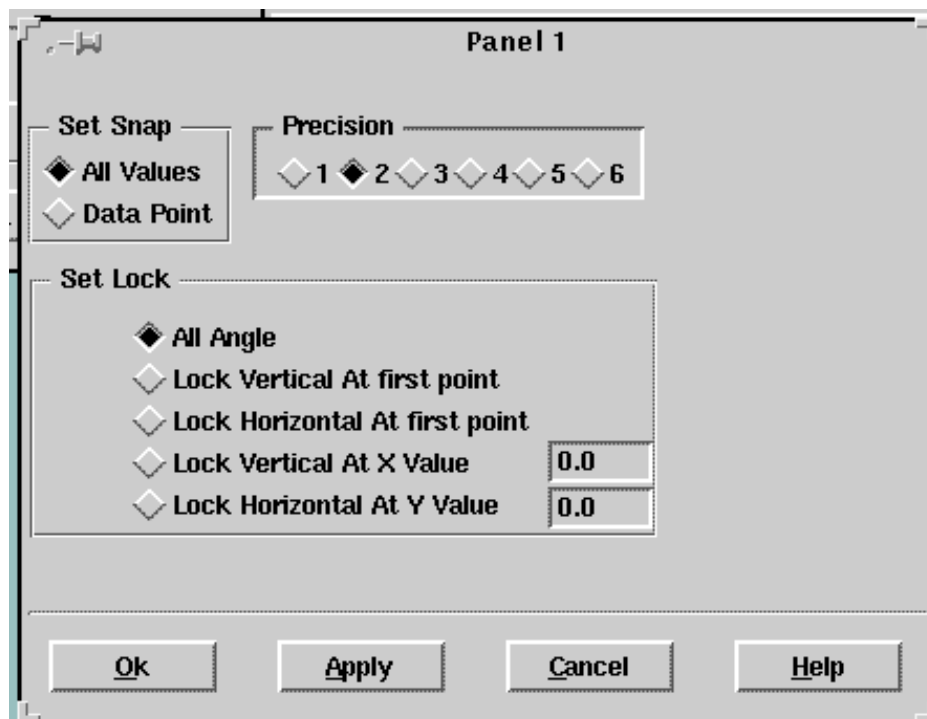 Panel 1
Set Snap
All Values
Data Point
Precision
1 2 3 4 5 6
Set Lock
All Angle
Lock Vertical At first point
Lock Horizontal At first point
Lock Vertical At X Value 0.0
Lock Horizontal At Y Value 0.0
Ok Apply Cancel Help